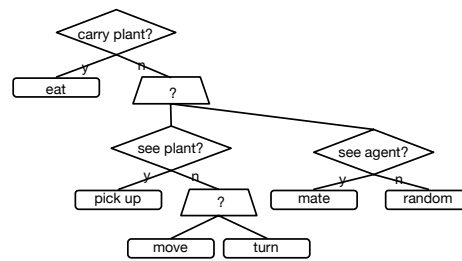 carry plant?
y n
eat
?
see plant?
see agent?
y n
y n
pick up
?
mate
random
move
turn